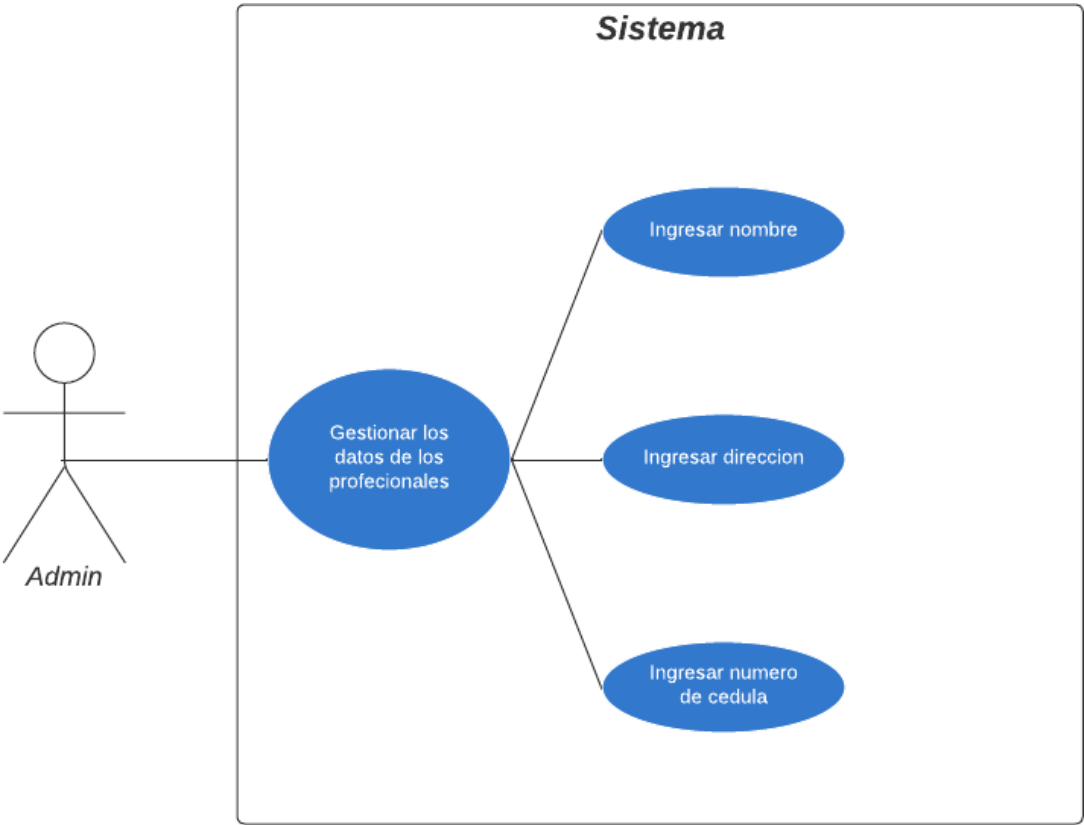 Sistema
Ingresar nombre
Gestionar los
datos de los
profecionales
Ingresar direccion
Admin
Ingresar numero
de cedula